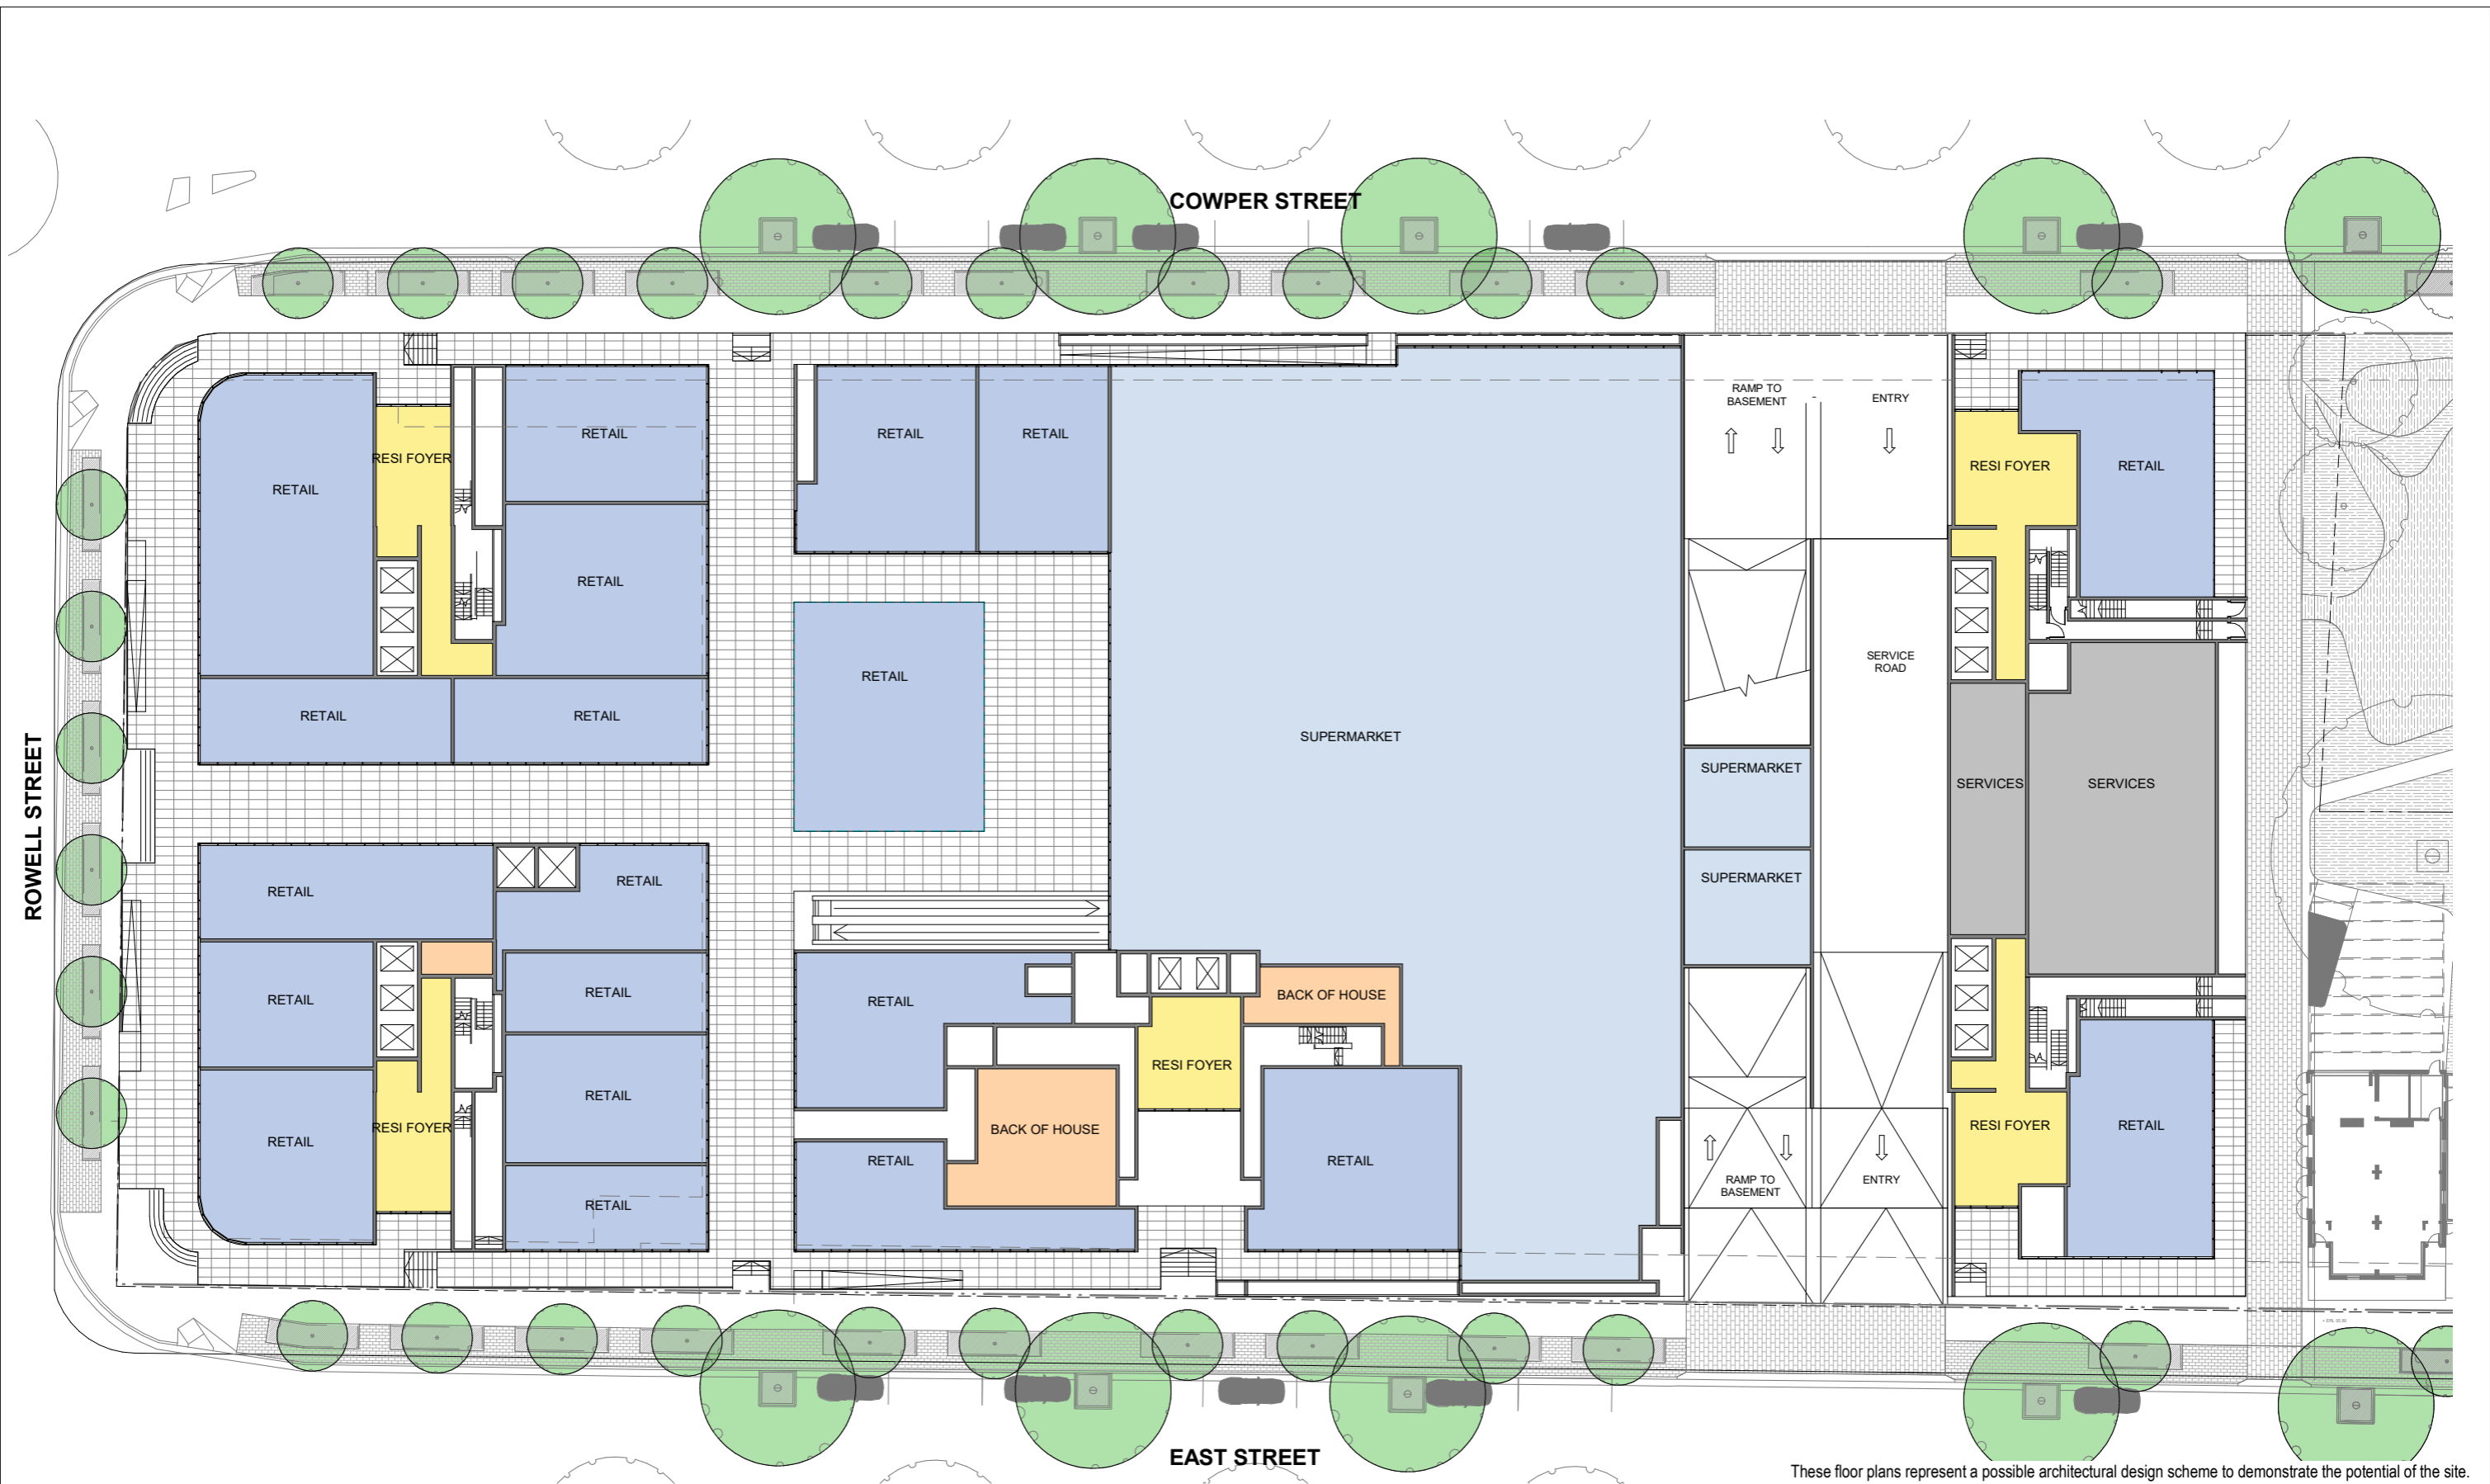 COWPER STREET
RAMP TO
BASEMENT
ENTRY
RETAIL
RETAIL
RETAIL
RESI FOYER
RETAIL
RESI FOYER
RETAIL
RETAIL
RETAIL
SERVICE
ROAD
RETAIL
RETAIL
RETAIL
SUPERMARKET
SUPERMARKET
SERVICES
SERVICES
ROWELL STREET
SUPERMARKET
RETAIL
RETAIL
RETAIL
RETAIL
RETAIL
BACK OF HOUSE
RESI FOYER
RETAIL
RETAIL
RESI FOYER
BACK OF HOUSE
RESI FOYER
RETAIL
RETAIL
RETAIL
RETAIL
RAMP TO
BASEMENT
ENTRY
EAST STREET
These floor plans represent a possible architectural design scheme to demonstrate the potential of the site.